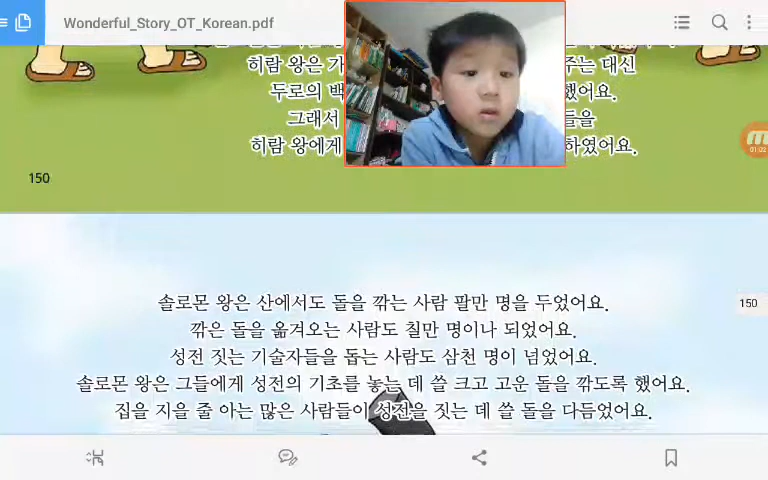 Wonderful_Story_OT_Korean.pdf
히람 왕은 주는 대신
두로의 했어요.
그래서 들을
히람 왕에게 하였어요.
150
01:02
솔로몬 왕은 산에서도 돌을 깎는 사람 팔만 명을 두었어요.
깎은 돌을 옮겨오는 사람도 칠만 명이나 되었어요.
150
성전 짓는 기술자들을 돕는 사람도 삼천 명이 넘었어요.
솔로몬 왕은 그들에게 성전의 기초를 놓는 데 쓸 크고 고운 돌을 깎도록 했어요.
집을 지을 줄 아는 많은 사람들이 성전을 짓는 데 쓸 돌을 다듬었어요.